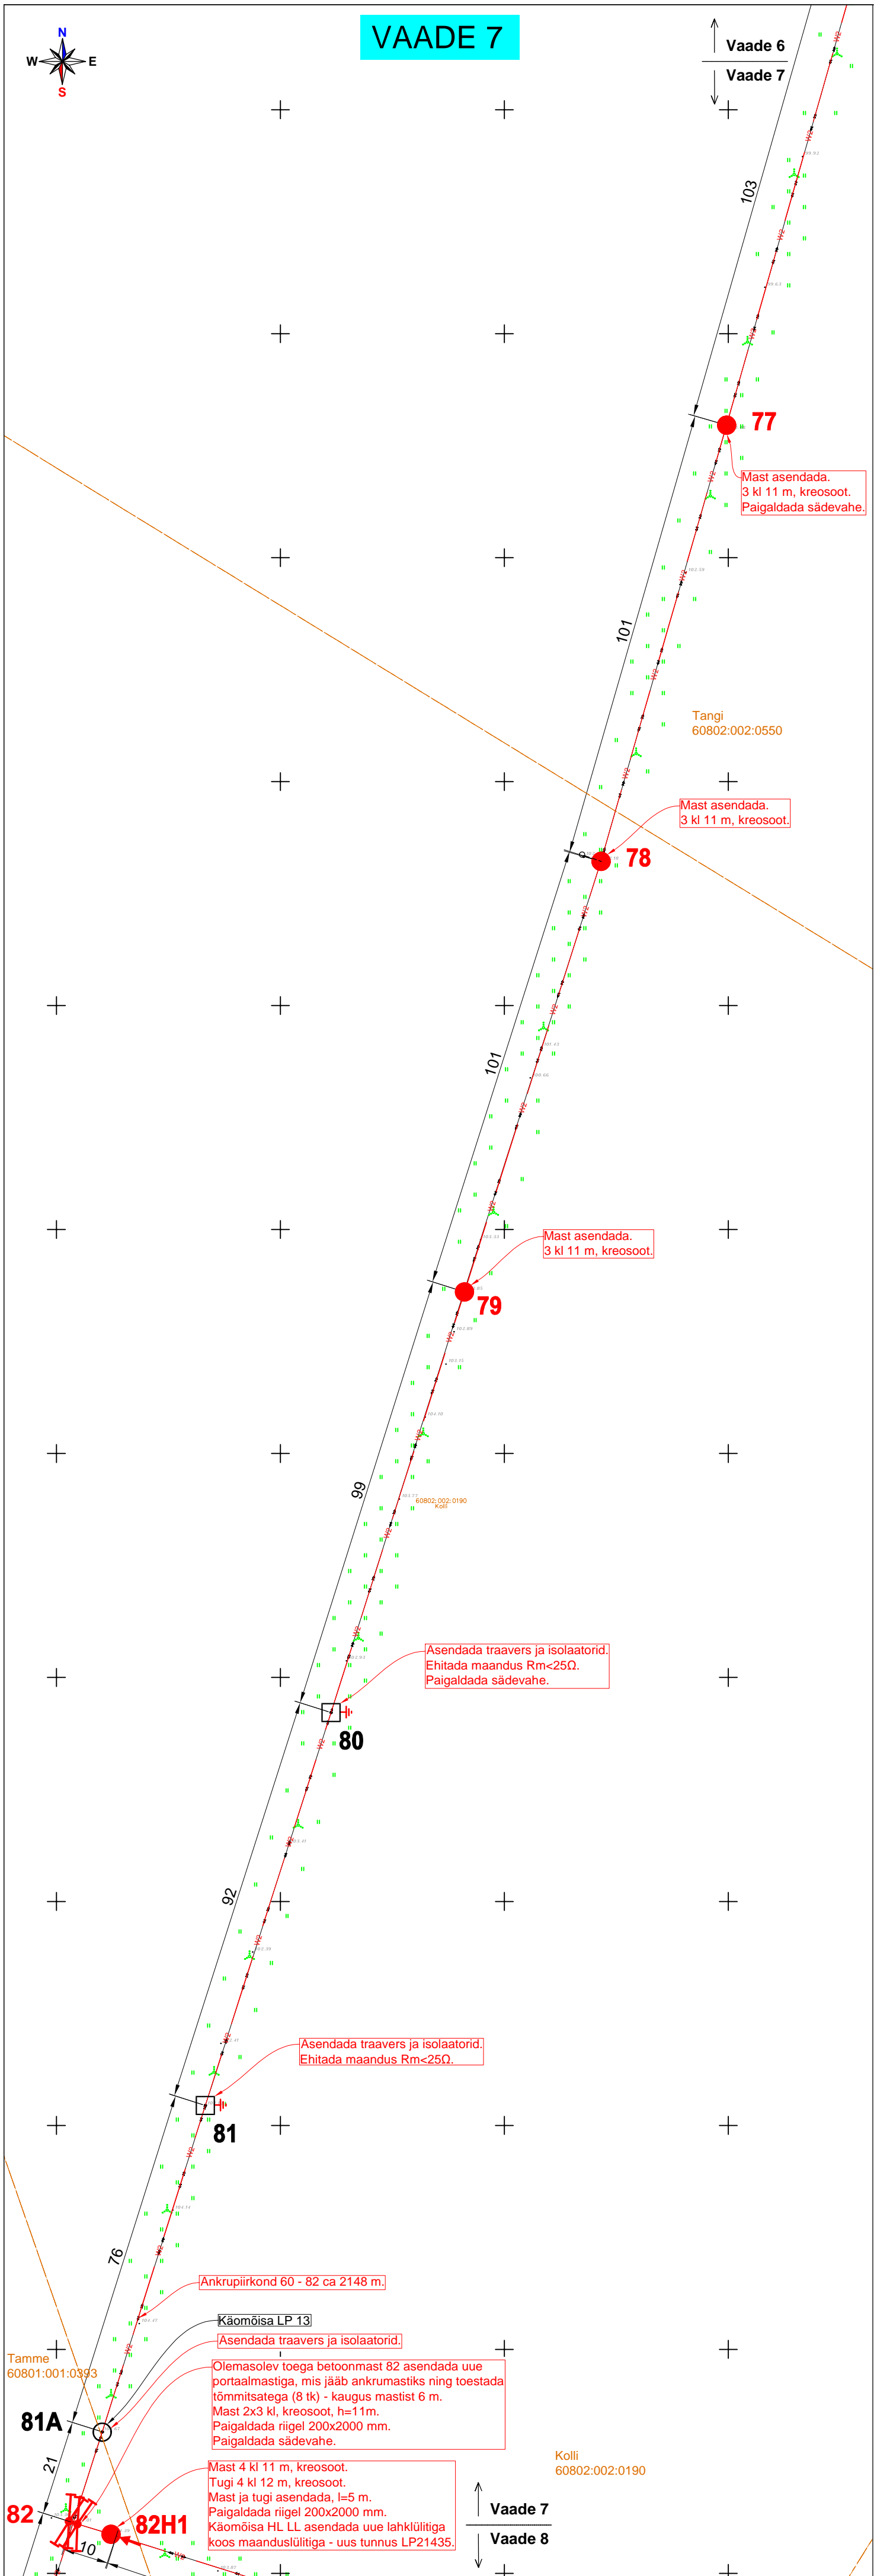 VAADE 7
N
W
E
S
Vaade 6
Vaade 7
103
77
Mast asendada.
3 kl 11 m, kreosoot.
Paigaldada sädevahe.
101
Tangi
60802:002:0550
Mast asendada.
3 kl 11 m, kreosoot.
78
101
Mast asendada.
3 kl 11 m, kreosoot.
79
99
60802:002:0190
Kolli
Asendada traavers ja isolaatorid.
Ehitada maandus Rm<25Ω.
Paigaldada sädevahe.
80
92
Asendada traavers ja isolaatorid.
Ehitada maandus Rm<25Ω.
81
76
Ankrupiirkond 60 - 82 ca 2148 m.
Käomõisa LP 13
Asendada traavers ja isolaatorid.
Tamme
60801:001:0393
Olemasolev toega betoonmast 82 asendada uue
portaalmastiga, mis jääb ankrumastiks ning toestada
tõmmitsatega (8 tk) - kaugus mastist 6 m.
Mast 2x3 kl, kreosoot, h=11m.
Paigaldada riigel 200x2000 mm.
Paigaldada sädevahe.
81A
21
Kolli
60802:002:0190
Mast 4 kl 11 m, kreosoot.
Tugi 4 kl 12 m, kreosoot.
Mast ja tugi asendada, l=5 m.
Paigaldada riigel 200x2000 mm.
Käomõisa HL LL asendada uue lahklülitiga
koos maanduslülitiga - uus tunnus LP21435.
82
82H1
10
Vaade 7
Vaade 8
W2